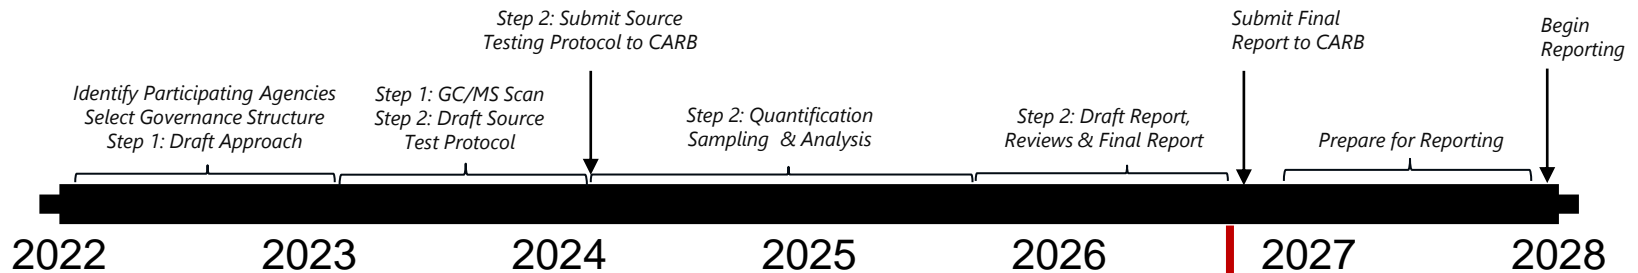 Step 2: Submit Source
Testing Protocol to CARB
Submit Final
Report to CARB
Begin
Reporting
Identify Participating Agencies
Select Governance Structure
Step 1: Draft Approach
Step 1: GC/MS Scan
Step 2: Draft Source
Test Protocol
Step 2: Quantification
Sampling & Analysis
Step 2: Draft Report,
Reviews & Final Report
Prepare for Reporting
2022 2023 2024 2025 2026 2027 2028